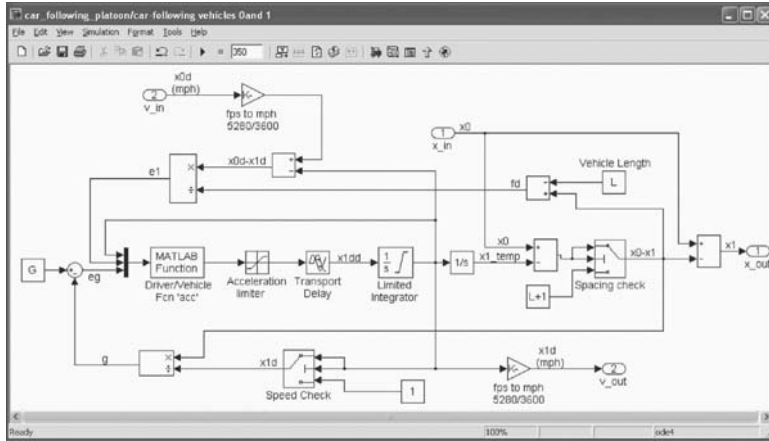 car_following_platoon/car-following vehicles 0and 1
File Edit View Simulation Format Tools Help
350
x0d
(mph)
2
v_in
fps to mph
5280/3600
x0
1
x_in
Vehicle Length
L
e1
x0d-x1d
fd
G
eg
MATLAB
Function
Driver/Vehicle
Fcn 'acc'
Acceleration
limiter
Transport
Delay
x1dd
1
s
Limited
Integrator
1/s
x0
x1_temp
L+1
Spacing check
x0-x1
x1
1
x_out
g
x1d
Speed Check
1
fps to mph
5280/3600
x1d
(mph)
2
v_out
Ready
100%
ode4